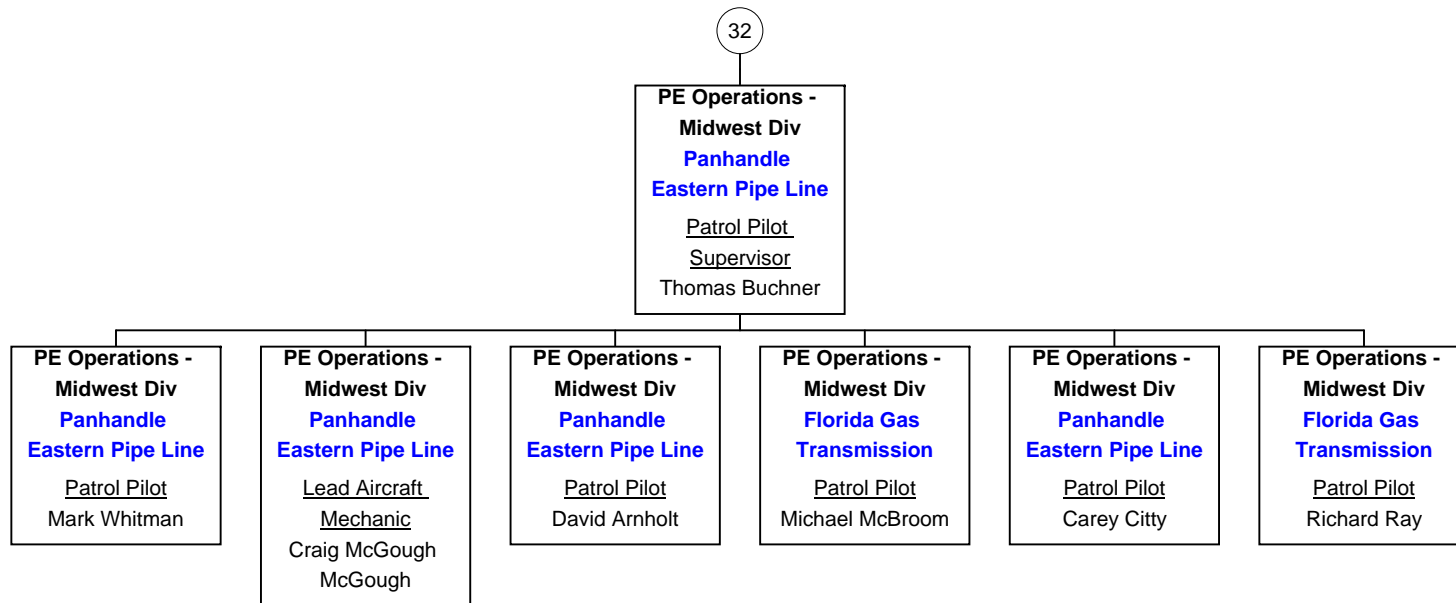 32
PE Operations -
Midwest Div
Panhandle
Eastern Pipe Line
Patrol Pilot
Supervisor
Thomas Buchner
PE Operations -
Midwest Div
Panhandle
Eastern Pipe Line
Patrol Pilot
Mark Whitman
PE Operations -
Midwest Div
Panhandle
Eastern Pipe Line
Lead Aircraft
Mechanic
Craig McGough
McGough
PE Operations -
Midwest Div
Panhandle
Eastern Pipe Line
Patrol Pilot
David Arnholt
PE Operations -
Midwest Div
Florida Gas
Transmission
Patrol Pilot
Michael McBroom
PE Operations -
Midwest Div
Panhandle
Eastern Pipe Line
Patrol Pilot
Carey Citty
PE Operations -
Midwest Div
Florida Gas
Transmission
Patrol Pilot
Richard Ray